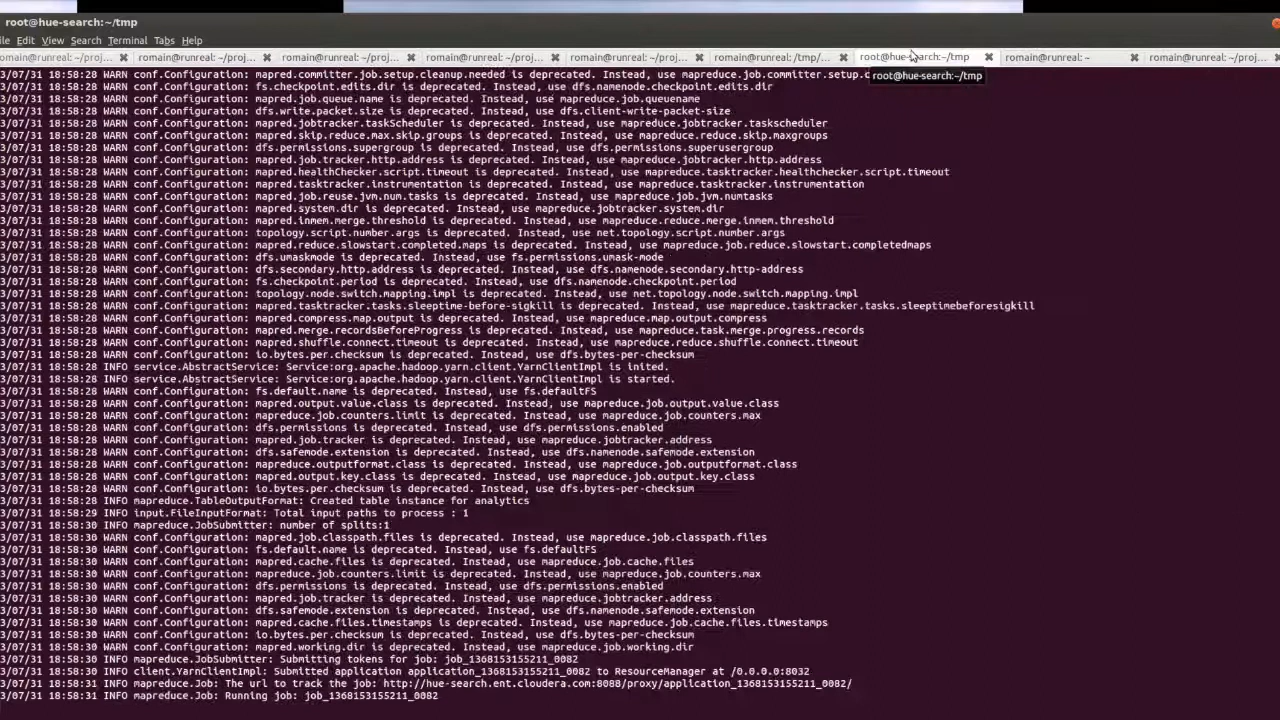 root@hue-search:~/tmp
ile Edit View Search Terminal Tabs Help
omain@runreal: ~/proj... romain@runreal: ~/proj... romain@runreal: ~/proj... romain@runreal: ~/proj... romain@runreal: ~/proj... romain@runreal: /tmp/... root@hue-search:~/tmp romain@runreal: ~ romain@runreal: ~/proj...
root@hue-search:~/tmp
3/07/31 18:58:28 WARN conf.Configuration: mapred.committer.job.setup.cleanup.needed is deprecated. Instead, use mapreduce.job.committer.setup.c
3/07/31 18:58:28 WARN conf.Configuration: fs.checkpoint.edits.dir is deprecated. Instead, use dfs.namenode.checkpoint.edits.dir
3/07/31 18:58:28 WARN conf.Configuration: mapred.job.queue.name is deprecated. Instead, use mapreduce.job.queuename
3/07/31 18:58:28 WARN conf.Configuration: dfs.write.packet.size is deprecated. Instead, use dfs.client-write-packet-size
3/07/31 18:58:28 WARN conf.Configuration: mapred.jobtracker.taskScheduler is deprecated. Instead, use mapreduce.jobtracker.taskscheduler
3/07/31 18:58:28 WARN conf.Configuration: mapred.skip.reduce.max.skip.groups is deprecated. Instead, use mapreduce.reduce.skip.maxgroups
3/07/31 18:58:28 WARN conf.Configuration: dfs.permissions.supergroup is deprecated. Instead, use dfs.permissions.superusergroup
3/07/31 18:58:28 WARN conf.Configuration: mapred.job.tracker.http.address is deprecated. Instead, use mapreduce.jobtracker.http.address
3/07/31 18:58:28 WARN conf.Configuration: mapred.healthChecker.script.timeout is deprecated. Instead, use mapreduce.tasktracker.healthchecker.script.timeout
3/07/31 18:58:28 WARN conf.Configuration: mapred.tasktracker.instrumentation is deprecated. Instead, use mapreduce.tasktracker.instrumentation
3/07/31 18:58:28 WARN conf.Configuration: mapred.job.reuse.jvm.num.tasks is deprecated. Instead, use mapreduce.job.jvm.numtasks
3/07/31 18:58:28 WARN conf.Configuration: mapred.system.dir is deprecated. Instead, use mapreduce.jobtracker.system.dir
3/07/31 18:58:28 WARN conf.Configuration: mapred.inmem.merge.threshold is deprecated. Instead, use mapreduce.reduce.merge.inmem.threshold
3/07/31 18:58:28 WARN conf.Configuration: topology.script.number.args is deprecated. Instead, use net.topology.script.number.args
3/07/31 18:58:28 WARN conf.Configuration: mapred.reduce.slowstart.completed.maps is deprecated. Instead, use mapreduce.job.reduce.slowstart.completedmaps
3/07/31 18:58:28 WARN conf.Configuration: dfs.umaskmode is deprecated. Instead, use fs.permissions.umask-mode
3/07/31 18:58:28 WARN conf.Configuration: dfs.secondary.http.address is deprecated. Instead, use dfs.namenode.secondary.http-address
3/07/31 18:58:28 WARN conf.Configuration: fs.checkpoint.period is deprecated. Instead, use dfs.namenode.checkpoint.period
3/07/31 18:58:28 WARN conf.Configuration: topology.node.switch.mapping.impl is deprecated. Instead, use net.topology.node.switch.mapping.impl
3/07/31 18:58:28 WARN conf.Configuration: mapred.tasktracker.tasks.sleeptime-before-sigkill is deprecated. Instead, use mapreduce.tasktracker.tasks.sleeptimebeforesigkill
3/07/31 18:58:28 WARN conf.Configuration: mapred.compress.map.output is deprecated. Instead, use mapreduce.map.output.compress
3/07/31 18:58:28 WARN conf.Configuration: mapred.merge.recordsBeforeProgress is deprecated. Instead, use mapreduce.task.merge.progress.records
3/07/31 18:58:28 WARN conf.Configuration: mapred.shuffle.connect.timeout is deprecated. Instead, use mapreduce.reduce.shuffle.connect.timeout
3/07/31 18:58:28 WARN conf.Configuration: io.bytes.per.checksum is deprecated. Instead, use dfs.bytes-per-checksum
3/07/31 18:58:28 INFO service.AbstractService: Service:org.apache.hadoop.yarn.client.YarnClientImpl is inited.
3/07/31 18:58:28 INFO service.AbstractService: Service:org.apache.hadoop.yarn.client.YarnClientImpl is started.
3/07/31 18:58:28 WARN conf.Configuration: fs.default.name is deprecated. Instead, use fs.defaultFS
3/07/31 18:58:28 WARN conf.Configuration: mapred.output.value.class is deprecated. Instead, use mapreduce.job.output.value.class
3/07/31 18:58:28 WARN conf.Configuration: mapreduce.job.counters.limit is deprecated. Instead, use mapreduce.job.counters.max
3/07/31 18:58:28 WARN conf.Configuration: dfs.permissions is deprecated. Instead, use dfs.permissions.enabled
3/07/31 18:58:28 WARN conf.Configuration: mapred.job.tracker is deprecated. Instead, use mapreduce.jobtracker.address
3/07/31 18:58:28 WARN conf.Configuration: dfs.safemode.extension is deprecated. Instead, use dfs.namenode.safemode.extension
3/07/31 18:58:28 WARN conf.Configuration: mapreduce.outputformat.class is deprecated. Instead, use mapreduce.job.outputformat.class
3/07/31 18:58:28 WARN conf.Configuration: mapred.output.key.class is deprecated. Instead, use mapreduce.job.output.key.class
3/07/31 18:58:28 WARN conf.Configuration: io.bytes.per.checksum is deprecated. Instead, use dfs.bytes-per-checksum
3/07/31 18:58:28 INFO mapreduce.TableOutputFormat: Created table instance for analytics
3/07/31 18:58:29 INFO input.FileInputFormat: Total input paths to process : 1
3/07/31 18:58:30 INFO mapreduce.JobSubmitter: number of splits:1
3/07/31 18:58:30 WARN conf.Configuration: mapred.job.classpath.files is deprecated. Instead, use mapreduce.job.classpath.files
3/07/31 18:58:30 WARN conf.Configuration: fs.default.name is deprecated. Instead, use fs.defaultFS
3/07/31 18:58:30 WARN conf.Configuration: mapred.cache.files is deprecated. Instead, use mapreduce.job.cache.files
3/07/31 18:58:30 WARN conf.Configuration: mapreduce.job.counters.limit is deprecated. Instead, use mapreduce.job.counters.max
3/07/31 18:58:30 WARN conf.Configuration: dfs.permissions is deprecated. Instead, use dfs.permissions.enabled
3/07/31 18:58:30 WARN conf.Configuration: mapred.job.tracker is deprecated. Instead, use mapreduce.jobtracker.address
3/07/31 18:58:30 WARN conf.Configuration: dfs.safemode.extension is deprecated. Instead, use dfs.namenode.safemode.extension
3/07/31 18:58:30 WARN conf.Configuration: mapred.cache.files.timestamps is deprecated. Instead, use mapreduce.job.cache.files.timestamps
3/07/31 18:58:30 WARN conf.Configuration: io.bytes.per.checksum is deprecated. Instead, use dfs.bytes-per-checksum
3/07/31 18:58:30 WARN conf.Configuration: mapred.working.dir is deprecated. Instead, use mapreduce.job.working.dir
3/07/31 18:58:30 INFO mapreduce.JobSubmitter: Submitting tokens for job: job_1368153155211_0082
3/07/31 18:58:30 INFO client.YarnClientImpl: Submitted application application_1368153155211_0082 to ResourceManager at /0.0.0.0:8032
3/07/31 18:58:31 INFO mapreduce.Job: The url to track the job: http://hue-search.ent.cloudera.com:8088/proxy/application_1368153155211_0082/
3/07/31 18:58:31 INFO mapreduce.Job: Running job: job_1368153155211_0082